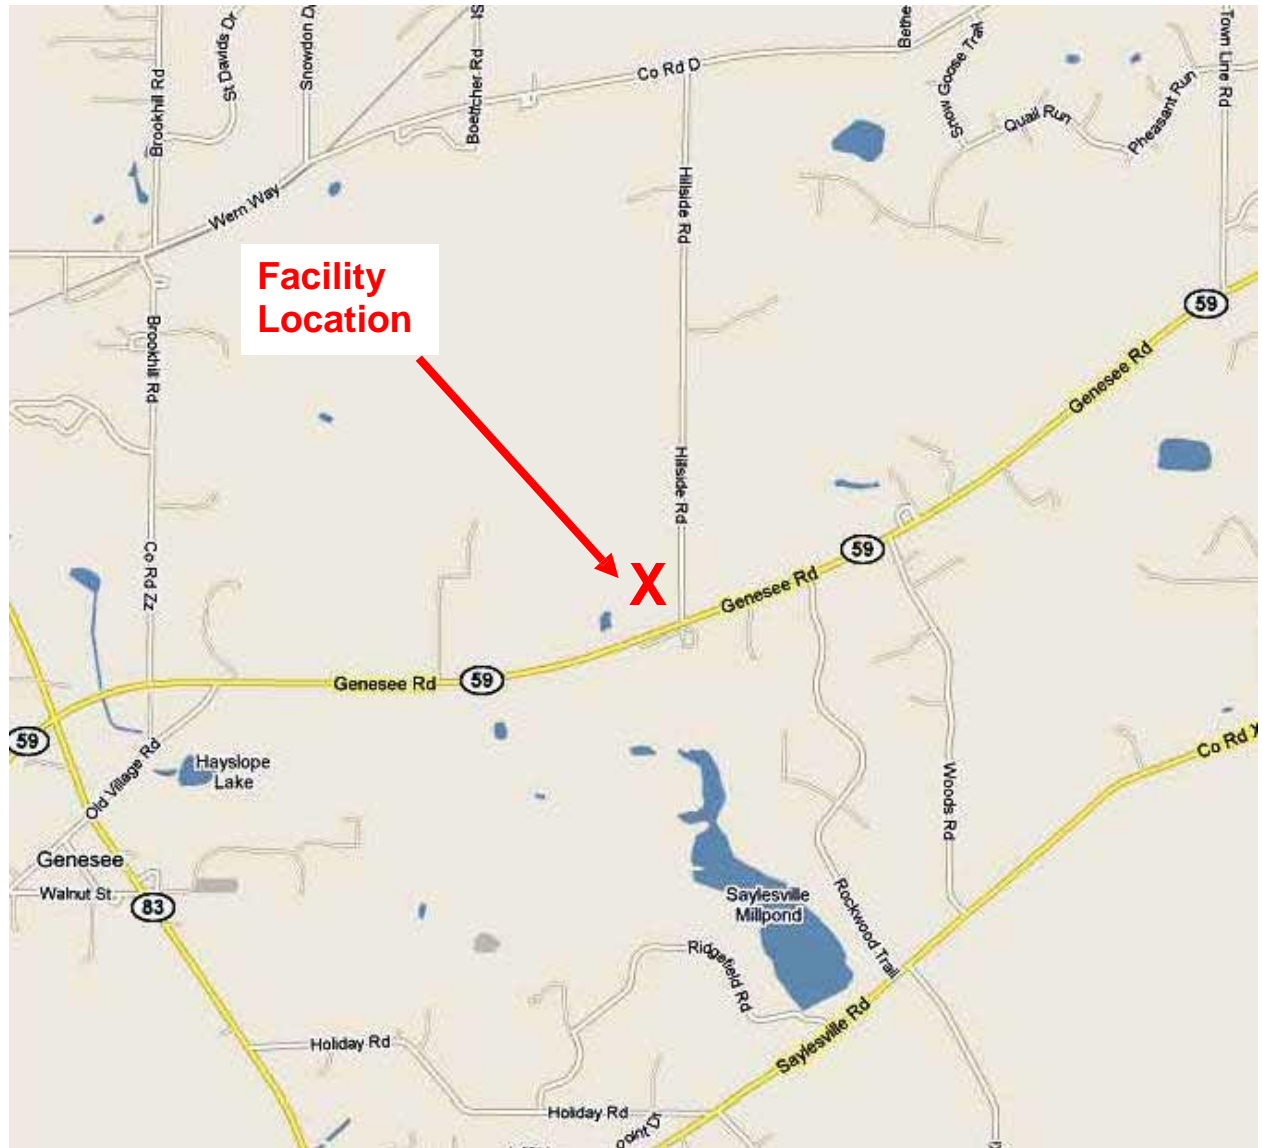 Brookhill Rd
St Davids Dr
Snowdon D
Boettcher Rd
Co Rd D
Bethe
Snow Goose Trail
Quail Run
Pheasant Run
Town Line Rd
Wern Way
Hillside Rd
Facility
Location
59
Brookhill Rd
Genesee Rd
Hillside Rd
Co Rd Zz
59
X
Genesee Rd
Genesee Rd
59
59
Old Village Rd
Hayslope
Lake
Woods Rd
Co Rd X
Genesee
Walnut St
83
Saylesville
Millpond
Rockwood Trail
Ridgefield Rd
Saylesville Rd
Holiday Rd
Holiday Rd
point Dr